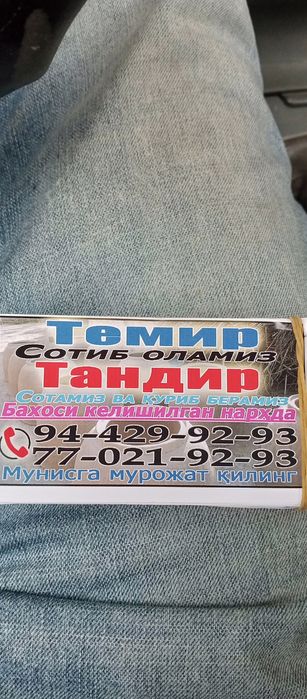 Темир
Сотиб оламиз
Тандир
Сотамиз ва куриб берамиз
Бахоси келишилган нархда
94-429-92-93
77-021-92-93
Мунисга мурожат қилинг